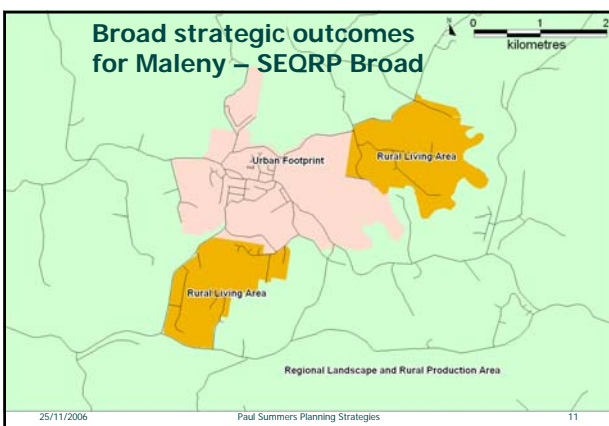 Broad strategic outcomes
for Maleny – SEQRP Broad
N
0 1 2
kilometres
Urban Footprint
Rural Living Area
Rural Living Area
Regional Landscape and Rural Production Area
25/11/2006 Paul Summers Planning Strategies 11